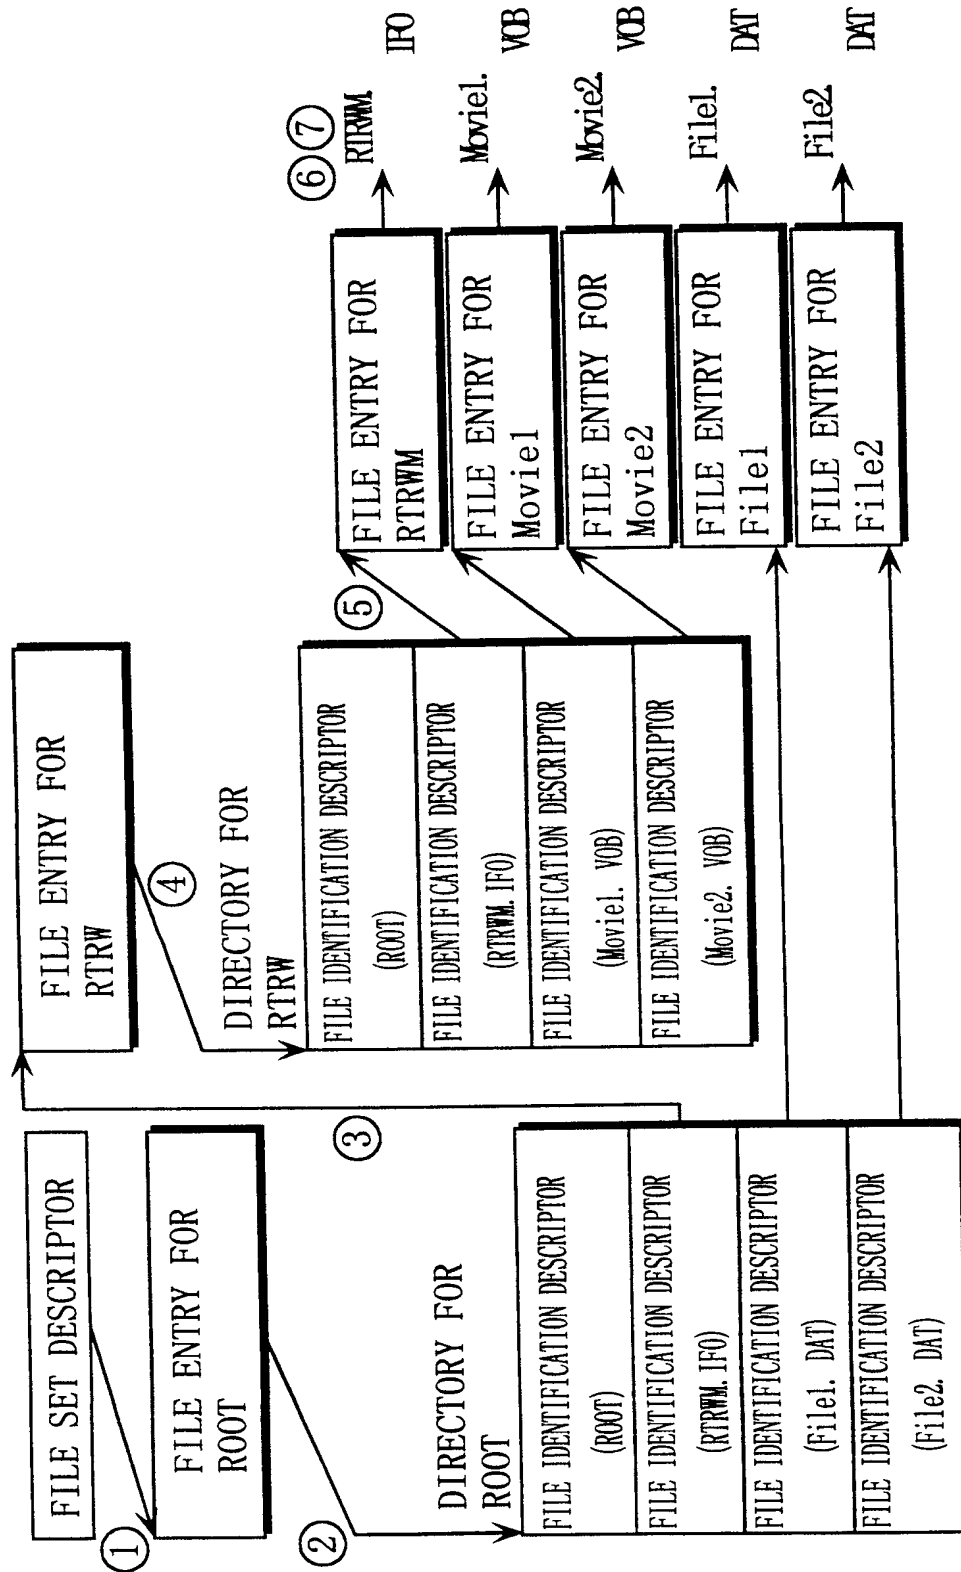 FILE SET DESCRIPTOR
①
FILE ENTRY FOR
ROOT
②
DIRECTORY FOR
ROOT
FILE IDENTIFICATION DESCRIPTOR
(ROOT)
FILE IDENTIFICATION DESCRIPTOR
(RTRWM.IFO)
FILE IDENTIFICATION DESCRIPTOR
(File1. DAT)
FILE IDENTIFICATION DESCRIPTOR
(File2. DAT)
③
FILE ENTRY FOR
RTRW
④
DIRECTORY FOR
RTRW
FILE IDENTIFICATION DESCRIPTOR
(ROOT)
FILE IDENTIFICATION DESCRIPTOR
(RTRWM.IFO)
FILE IDENTIFICATION DESCRIPTOR
(Movie1. VOB)
FILE IDENTIFICATION DESCRIPTOR
(Movie2. VOB)
⑤
FILE ENTRY FOR
RTRWM
FILE ENTRY FOR
Movie1
FILE ENTRY FOR
Movie2
FILE ENTRY FOR
File1
FILE ENTRY FOR
File2
⑥⑦
RTRWM. IFO
Movie1. VOB
Movie2. VOB
File1. DAT
File2. DAT